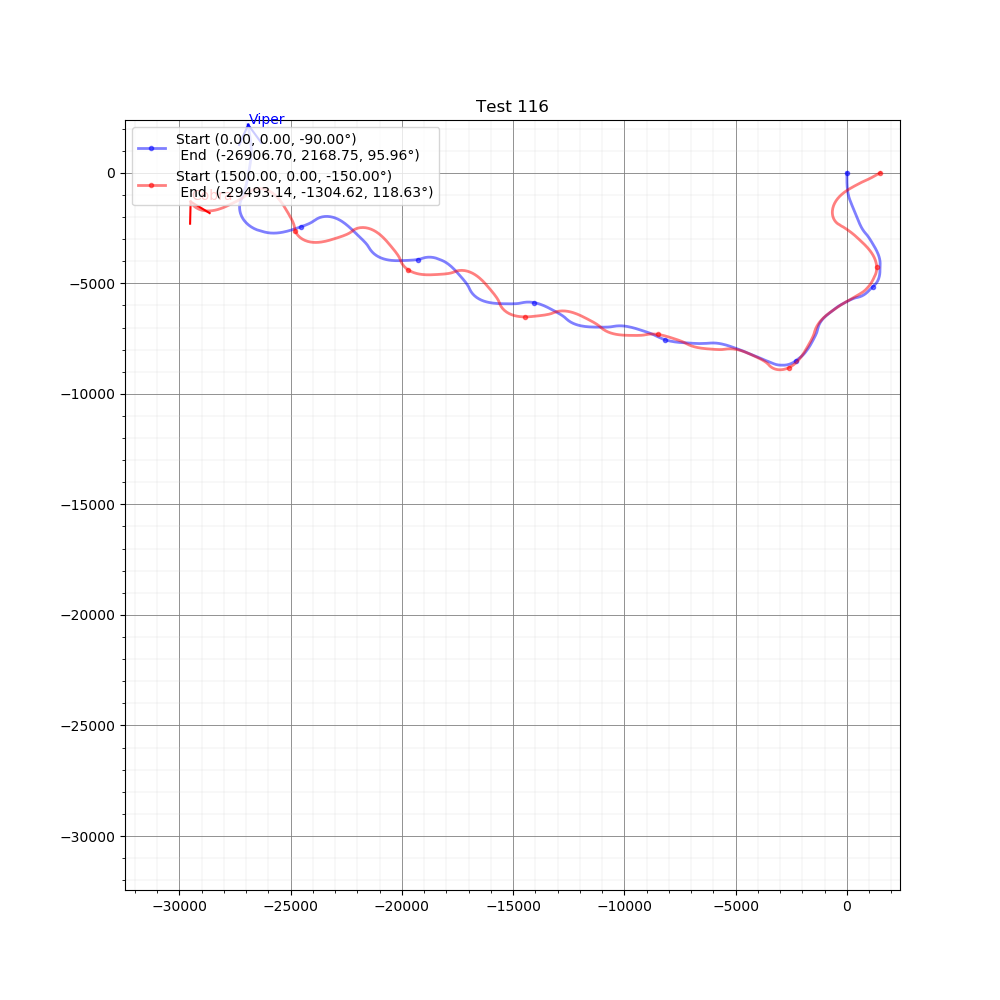 Test 116
Viper
Start (0.00, 0.00, -90.00°)
End  (-26906.70, 2168.75, 95.96°)
Start (1500.00, 0.00, -150.00°)
End  (-29493.14, -1304.62, 118.63°)
0
−5000
−10000
−15000
−20000
−25000
−30000
−30000 −25000 −20000 −15000 −10000 −5000 0